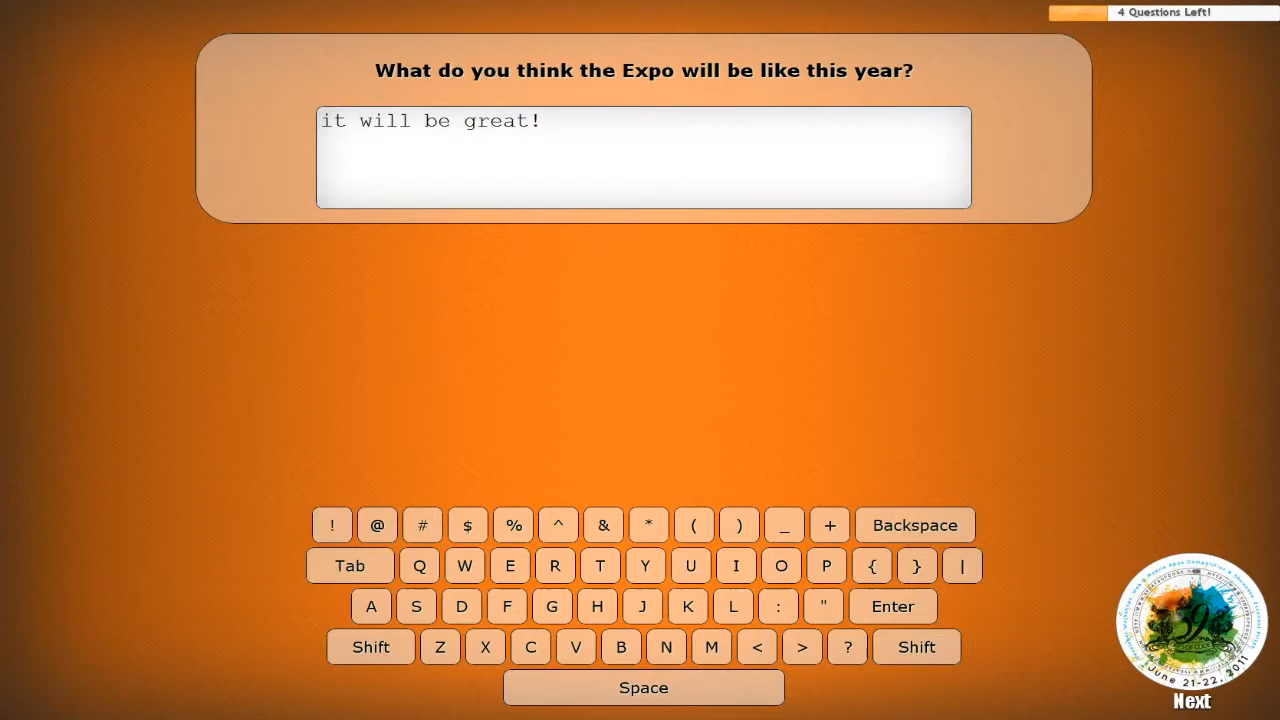 4 Questions Left!
What do you think the Expo will be like this year?
it will be great!
! @ # $ % ^ & * ( ) _ + Backspace
Tab Q W E R T Y U I O P { } |
A S D F G H J K L : " Enter
Shift Z X C V B N M < > ? Shift
Space
June 21-22, 2011
Next